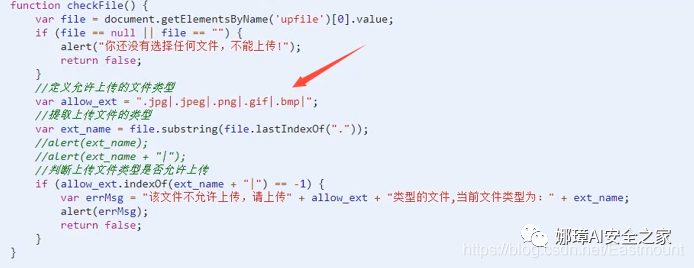 function checkFile() {
var file = document.getElementsByName('upfile')[0].value;
if (file == null || file == "") {
alert("你还没有选择任何文件，不能上传!");
return false;
}
//定义允许上传的文件类型
var allow_ext = ".jpg|.jpeg|.png|.gif|.bmp|";
//提取上传文件的类型
var ext_name = file.substring(file.lastIndexOf("."));
//alert(ext_name);
//alert(ext_name + "|");
//判断上传文件类型是否允许上传
if (allow_ext.indexOf(ext_name + "|") == -1) {
var errMsg = "该文件不允许上传，请上传" + allow_ext + "类型的文件,当前文件类型为：" + ext_name;
alert(errMsg);
return false;
}
}
娜璋AI安全之家
https://blog.csdn.net/Eastmount